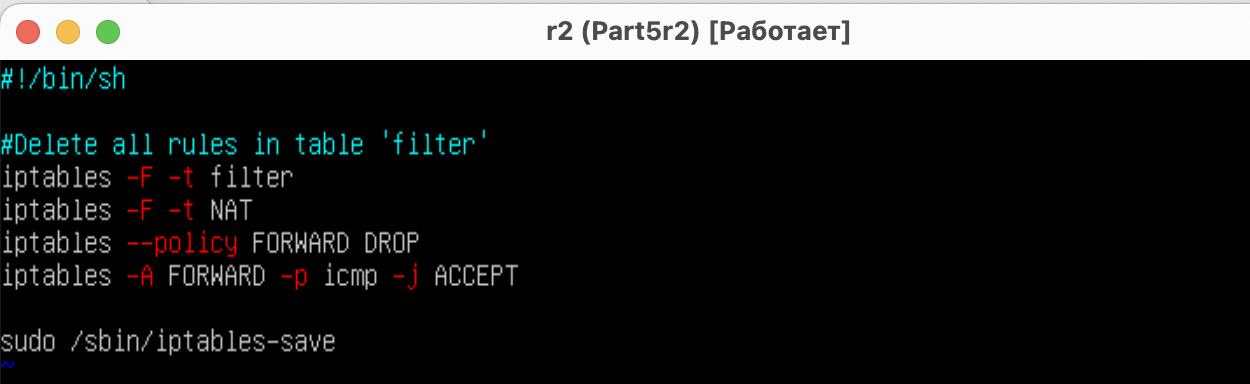 r2 (Part5r2) [Работает]
#!/bin/sh
#Delete all rules in table 'filter'
iptables -F -t filter
iptables -F -t NAT
iptables --policy FORWARD DROP
iptables -A FORWARD -p icmp -j ACCEPT
sudo /sbin/iptables-save
~